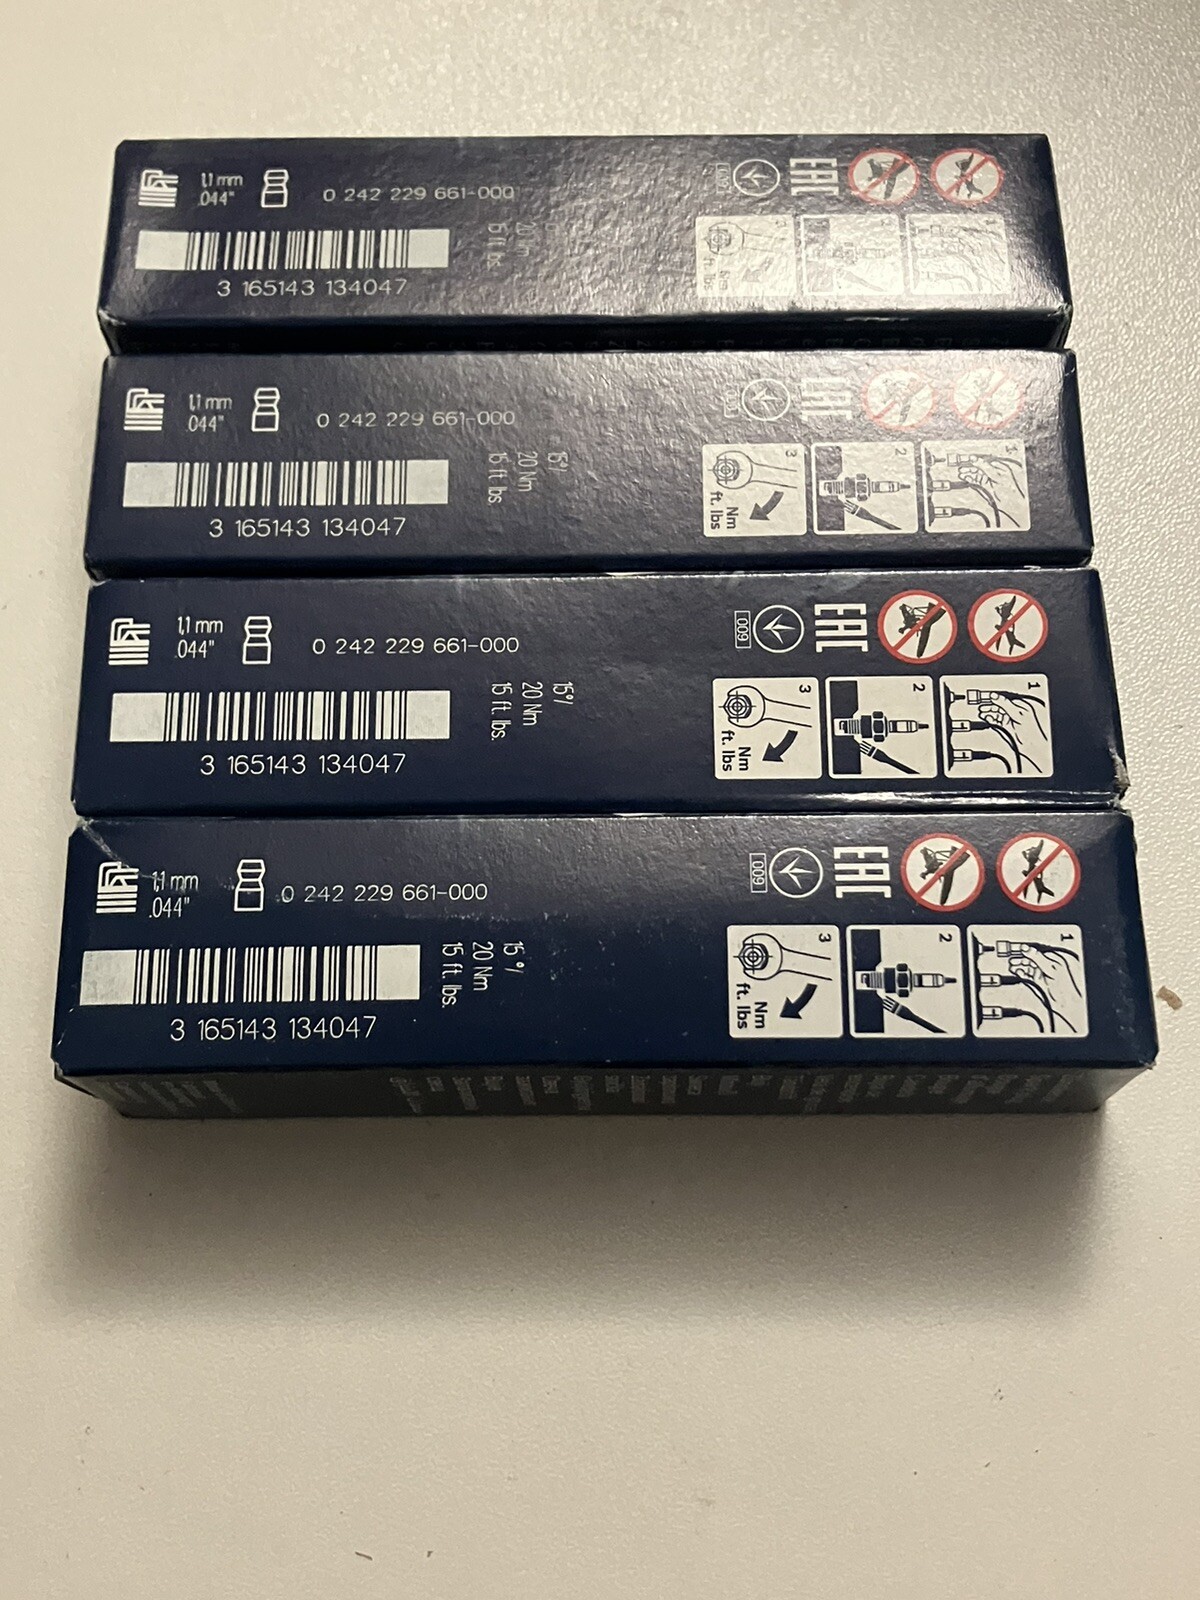 1,1 mm
.044"
0 242 229 661-000
3 165143 134047
20 Nm
15 ft. lbs.
009
EAC
1
2
3
ft. lbs
1,1 mm
.044"
0 242 229 661-000
3 165143 134047
15°/
20 Nm
15 ft. lbs.
EAC
1
2
3
Nm
ft. lbs
1,1 mm
.044"
0 242 229 661-000
3 165143 134047
15°/
20 Nm
15 ft. lbs.
009
EAC
1
2
3
Nm
ft. lbs
1,1 mm
.044"
0 242 229 661-000
3 165143 134047
15°/
20 Nm
15 ft. lbs.
009
EAC
1
2
3
Nm
ft. lbs